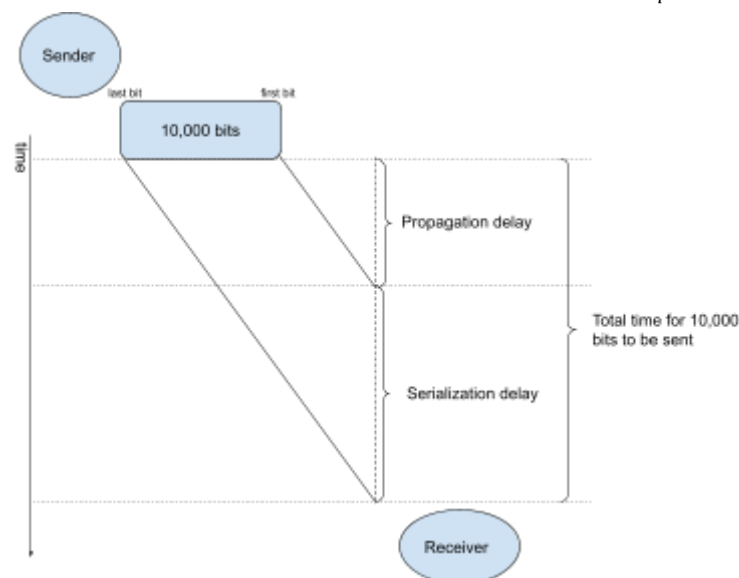 Sender
last bit
first bit
10,000 bits
time
Propagation delay
Total time for 10,000
bits to be sent
Serialization delay
Receiver